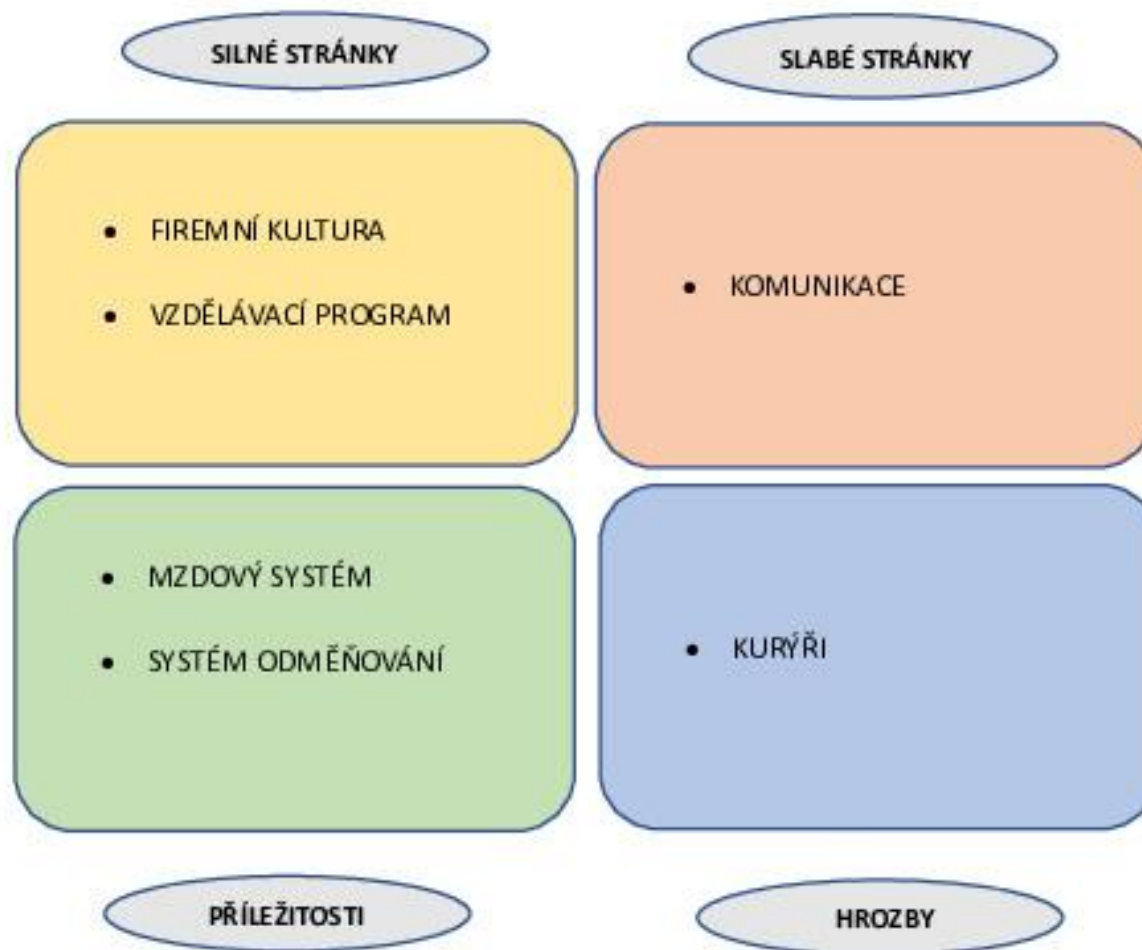 SILNÉ STRÁNKY
SLABÉ STRÁNKY
• FIREMNÍ KULTURA
• VZDĚLÁVACÍ PROGRAM
• KOMUNIKACE
• MZDOVÝ SYSTÉM
• SYSTÉM ODMĚŇOVÁNÍ
• KURÝŘI
PŘÍLEŽITOSTI
HROZBY